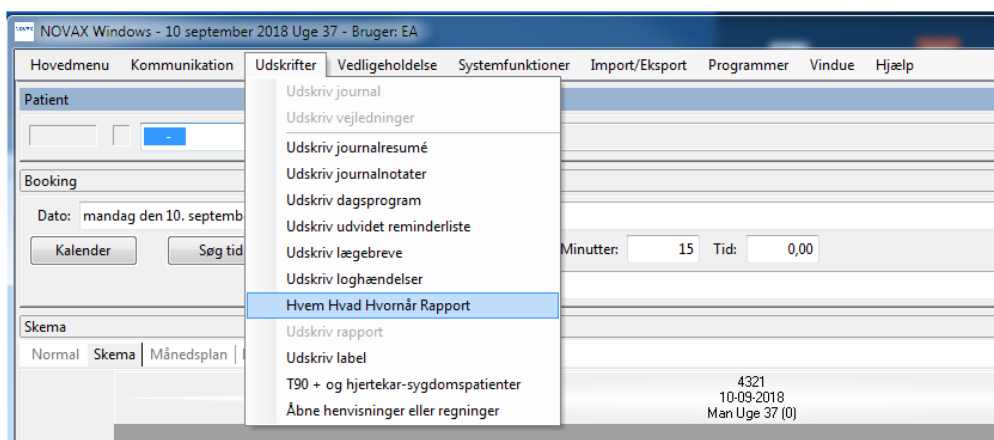 NOVAX Windows - 10 september 2018 Uge 37 - Bruger: EA
Hovedmenu Kommunikation Udskrifter Vedligeholdelse Systemfunktioner Import/Eksport Programmer Vindue Hjælp
Patient
Udskriv journal
Udskriv vejledninger
-
Udskriv journalresumé
Udskriv journalnotater
Booking
Udskriv dagsprogram
Dato: mandag den 10. septemb
Udskriv udvidet reminderliste
Kalender Søg tid Udskriv lægebreve Minutter: 15 Tid: 0,00
Udskriv loghændelser
Hvem Hvad Hvornår Rapport
Skema
Udskriv rapport
Normal Skema Månedsplan
Udskriv label
T90 + og hjertekar-sygdomspatienter
Åbne henvisninger eller regninger
4321
10-09-2018
Man Uge 37 (0)